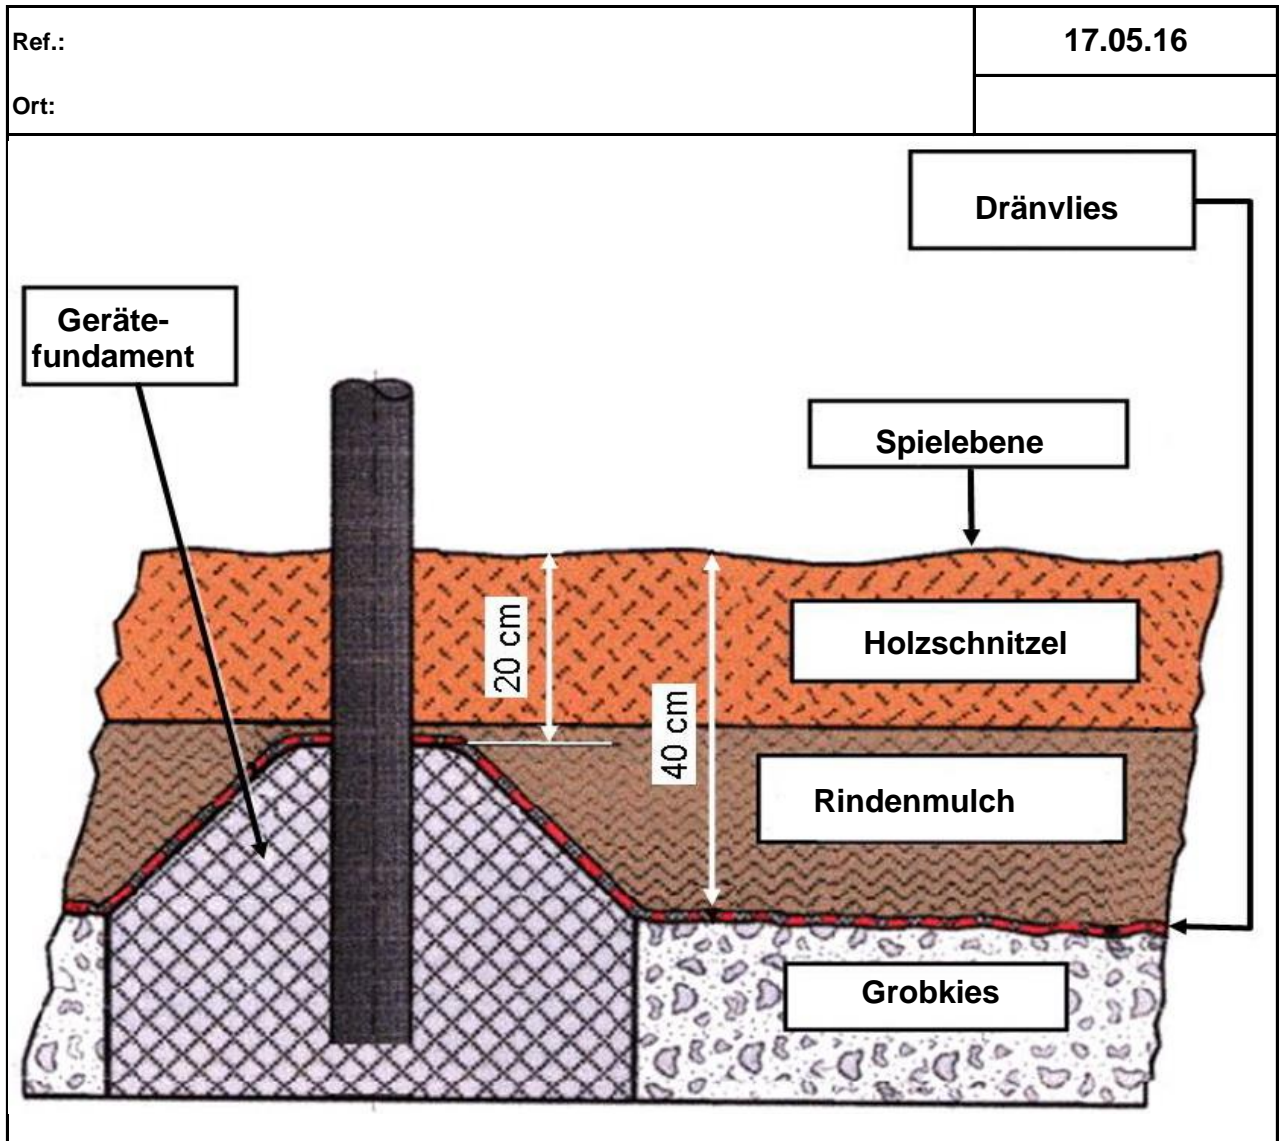 Ref.:
17.05.16
Ort:
Dränvlies
Geräte-
fundament
Spielebene
20 cm
Holzschnitzel
40 cm
Rindenmulch
Grobkies